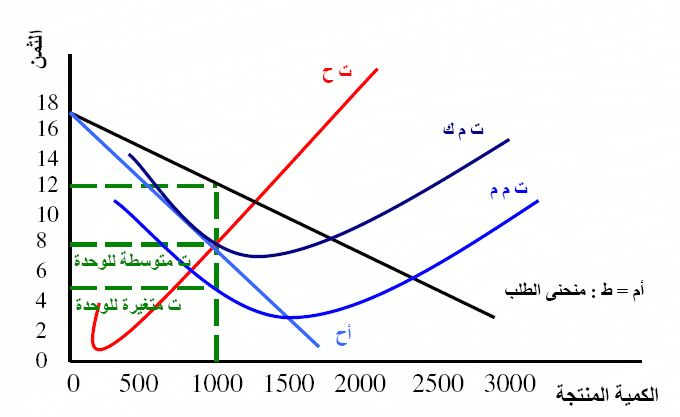 الثمن
18
16
14
12
10
8
6
4
2
0
ت ح
ت م ك
ت م م
ت متوسطة للوحدة
ت متغيرة للوحدة
أم = ط : منحنى الطلب
أح
0 500 1000 1500 2000 2500 3000
الكمية المنتجة